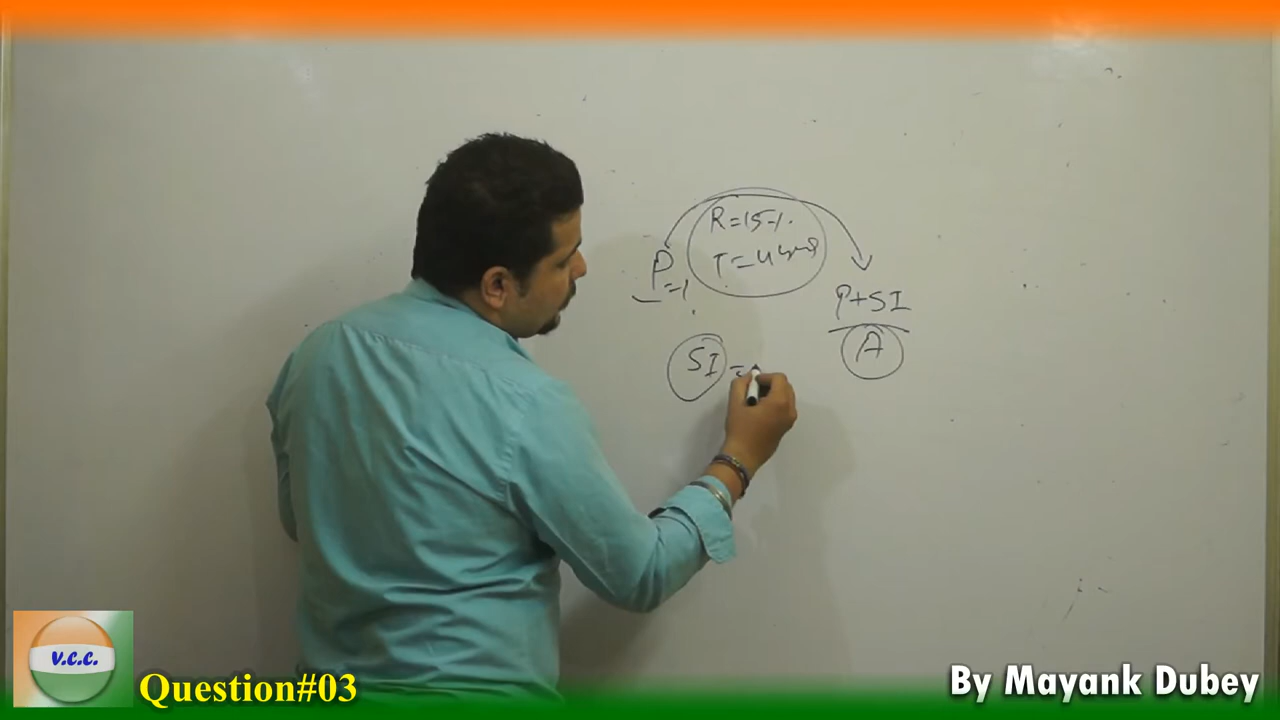 R=15%.
T=4 years
P=1
P+SI
A
SI =
V.C.C.
Question#03
By Mayank Dubey